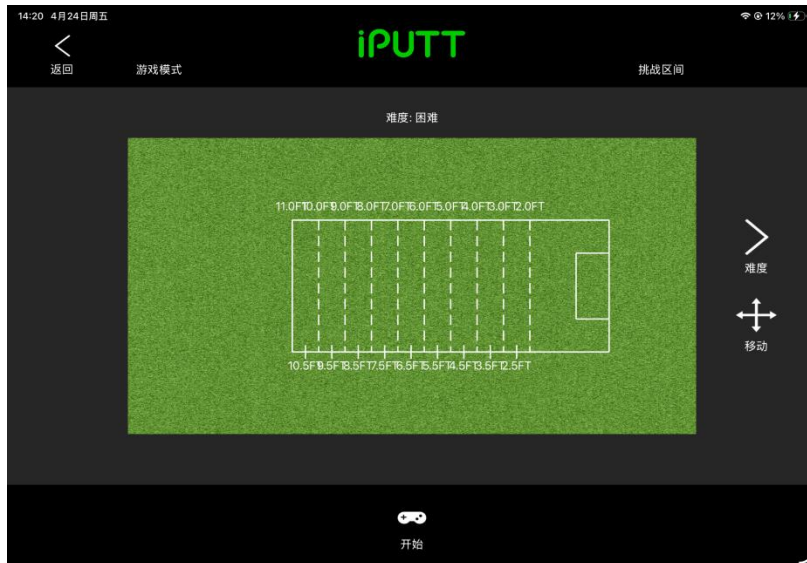 14:20 4月24日周五
12%
iPUTT
返回
游戏模式
挑战区间
难度: 困难
11.0FT10.0FT9.0FT8.0FT7.0FT6.0FT5.0FT4.0FT3.0FT2.0FT
10.5FT9.5FT8.5FT7.5FT6.5FT5.5FT4.5FT3.5FT2.5FT
难度
移动
开始